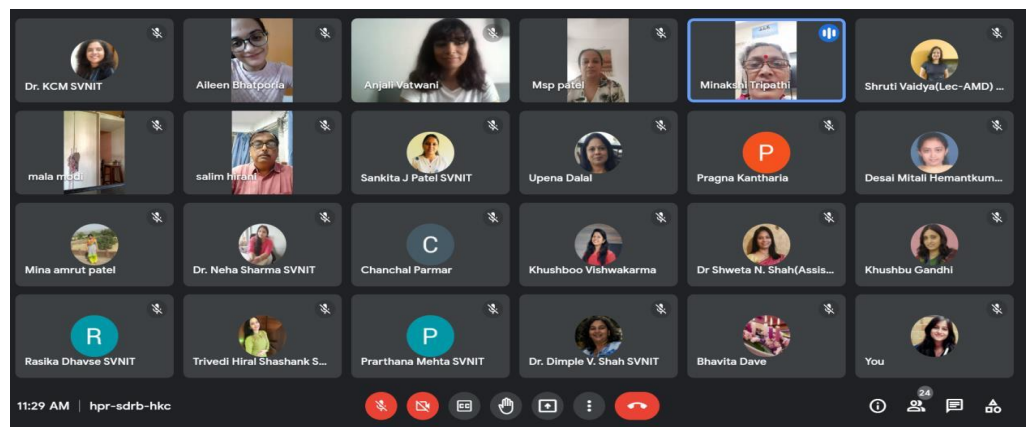 Dr. KCM SVNIT
Aileen Bhatporia
Anjali Vatwani
Msp patel
Minakshi Tripathi
Shruti Vaidya(Lec-AMD) ...
mala modi
salim hirani
Sankita J Patel SVNIT
Upena Dalal
P
Pragna Kantharia
Desai Mitali Hemantkum...
Mina amrut patel
Dr. Neha Sharma SVNIT
C
Chanchal Parmar
Khushboo Vishwakarma
Dr Shweta N. Shah(Assis...
Khushbu Gandhi
R
Rasika Dhavse SVNIT
Trivedi Hiral Shashank S...
P
Prarthana Mehta SVNIT
Dr. Dimple V. Shah SVNIT
Bhavita Dave
You
11:29 AM | hpr-sdrb-hkc
CC
24